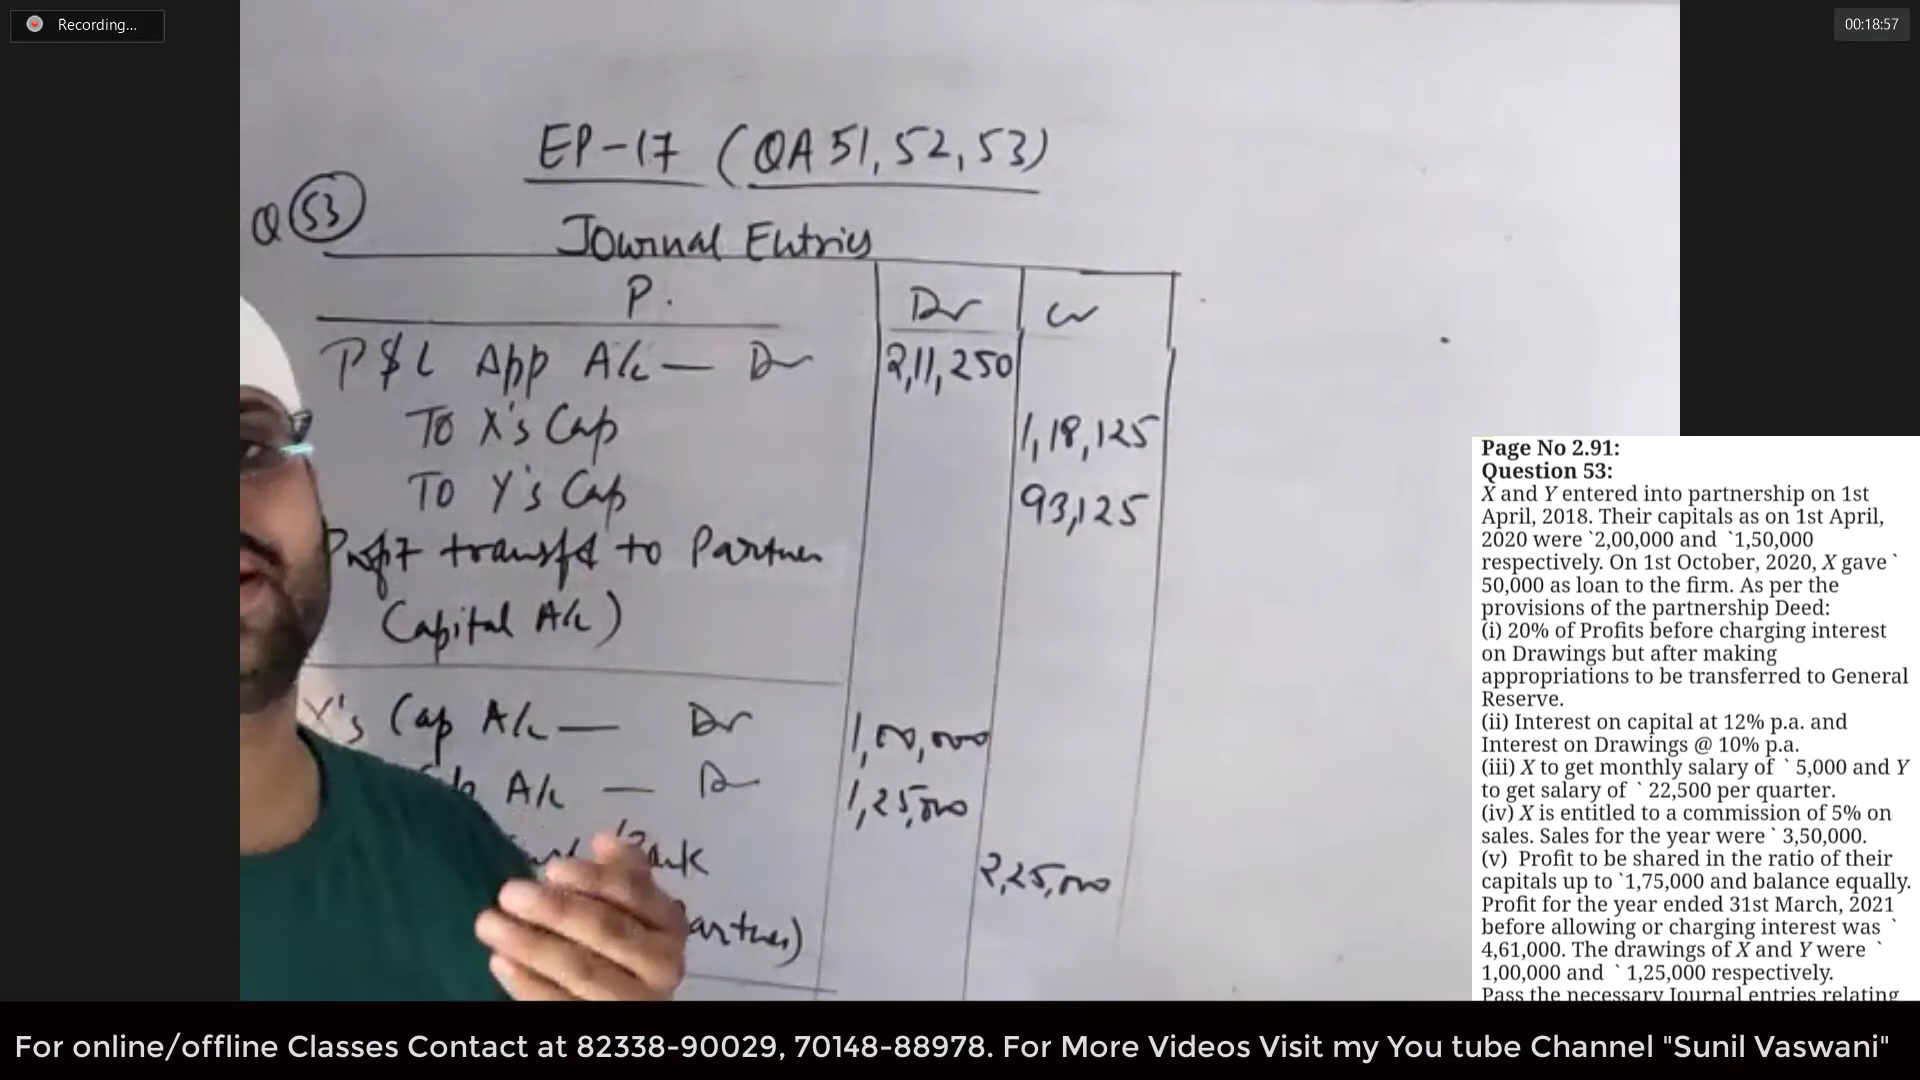 Recording...
00:18:57
EP-17 (QA 51, 52, 53)
Q 53
Journal Entries
P. Dr Cr
P$L App A/c — Dr 2,11,250
To X's Cap 1,18,125
To Y's Cap 93,125
Profit transfd to Partner
Capital A/c)
X's Cap A/c — Dr 1,00,000
A/c — Dr 1,25,000
Bank 2,25,000
Partner)
Page No 2.91:
Question 53:
X and Y entered into partnership on 1st
April, 2018. Their capitals as on 1st April,
2020 were `2,00,000 and `1,50,000
respectively. On 1st October, 2020, X gave `
50,000 as loan to the firm. As per the
provisions of the partnership Deed:
(i) 20% of Profits before charging interest
on Drawings but after making
appropriations to be transferred to General
Reserve.
(ii) Interest on capital at 12% p.a. and
Interest on Drawings @ 10% p.a.
(iii) X to get monthly salary of ` 5,000 and Y
to get salary of ` 22,500 per quarter.
(iv) X is entitled to a commission of 5% on
sales. Sales for the year were ` 3,50,000.
(v) Profit to be shared in the ratio of their
capitals up to `1,75,000 and balance equally.
Profit for the year ended 31st March, 2021
before allowing or charging interest was `
4,61,000. The drawings of X and Y were `
1,00,000 and ` 1,25,000 respectively.
Pass the necessary Journal entries relating
For online/offline Classes Contact at 82338-90029, 70148-88978. For More Videos Visit my You tube Channel "Sunil Vaswani"